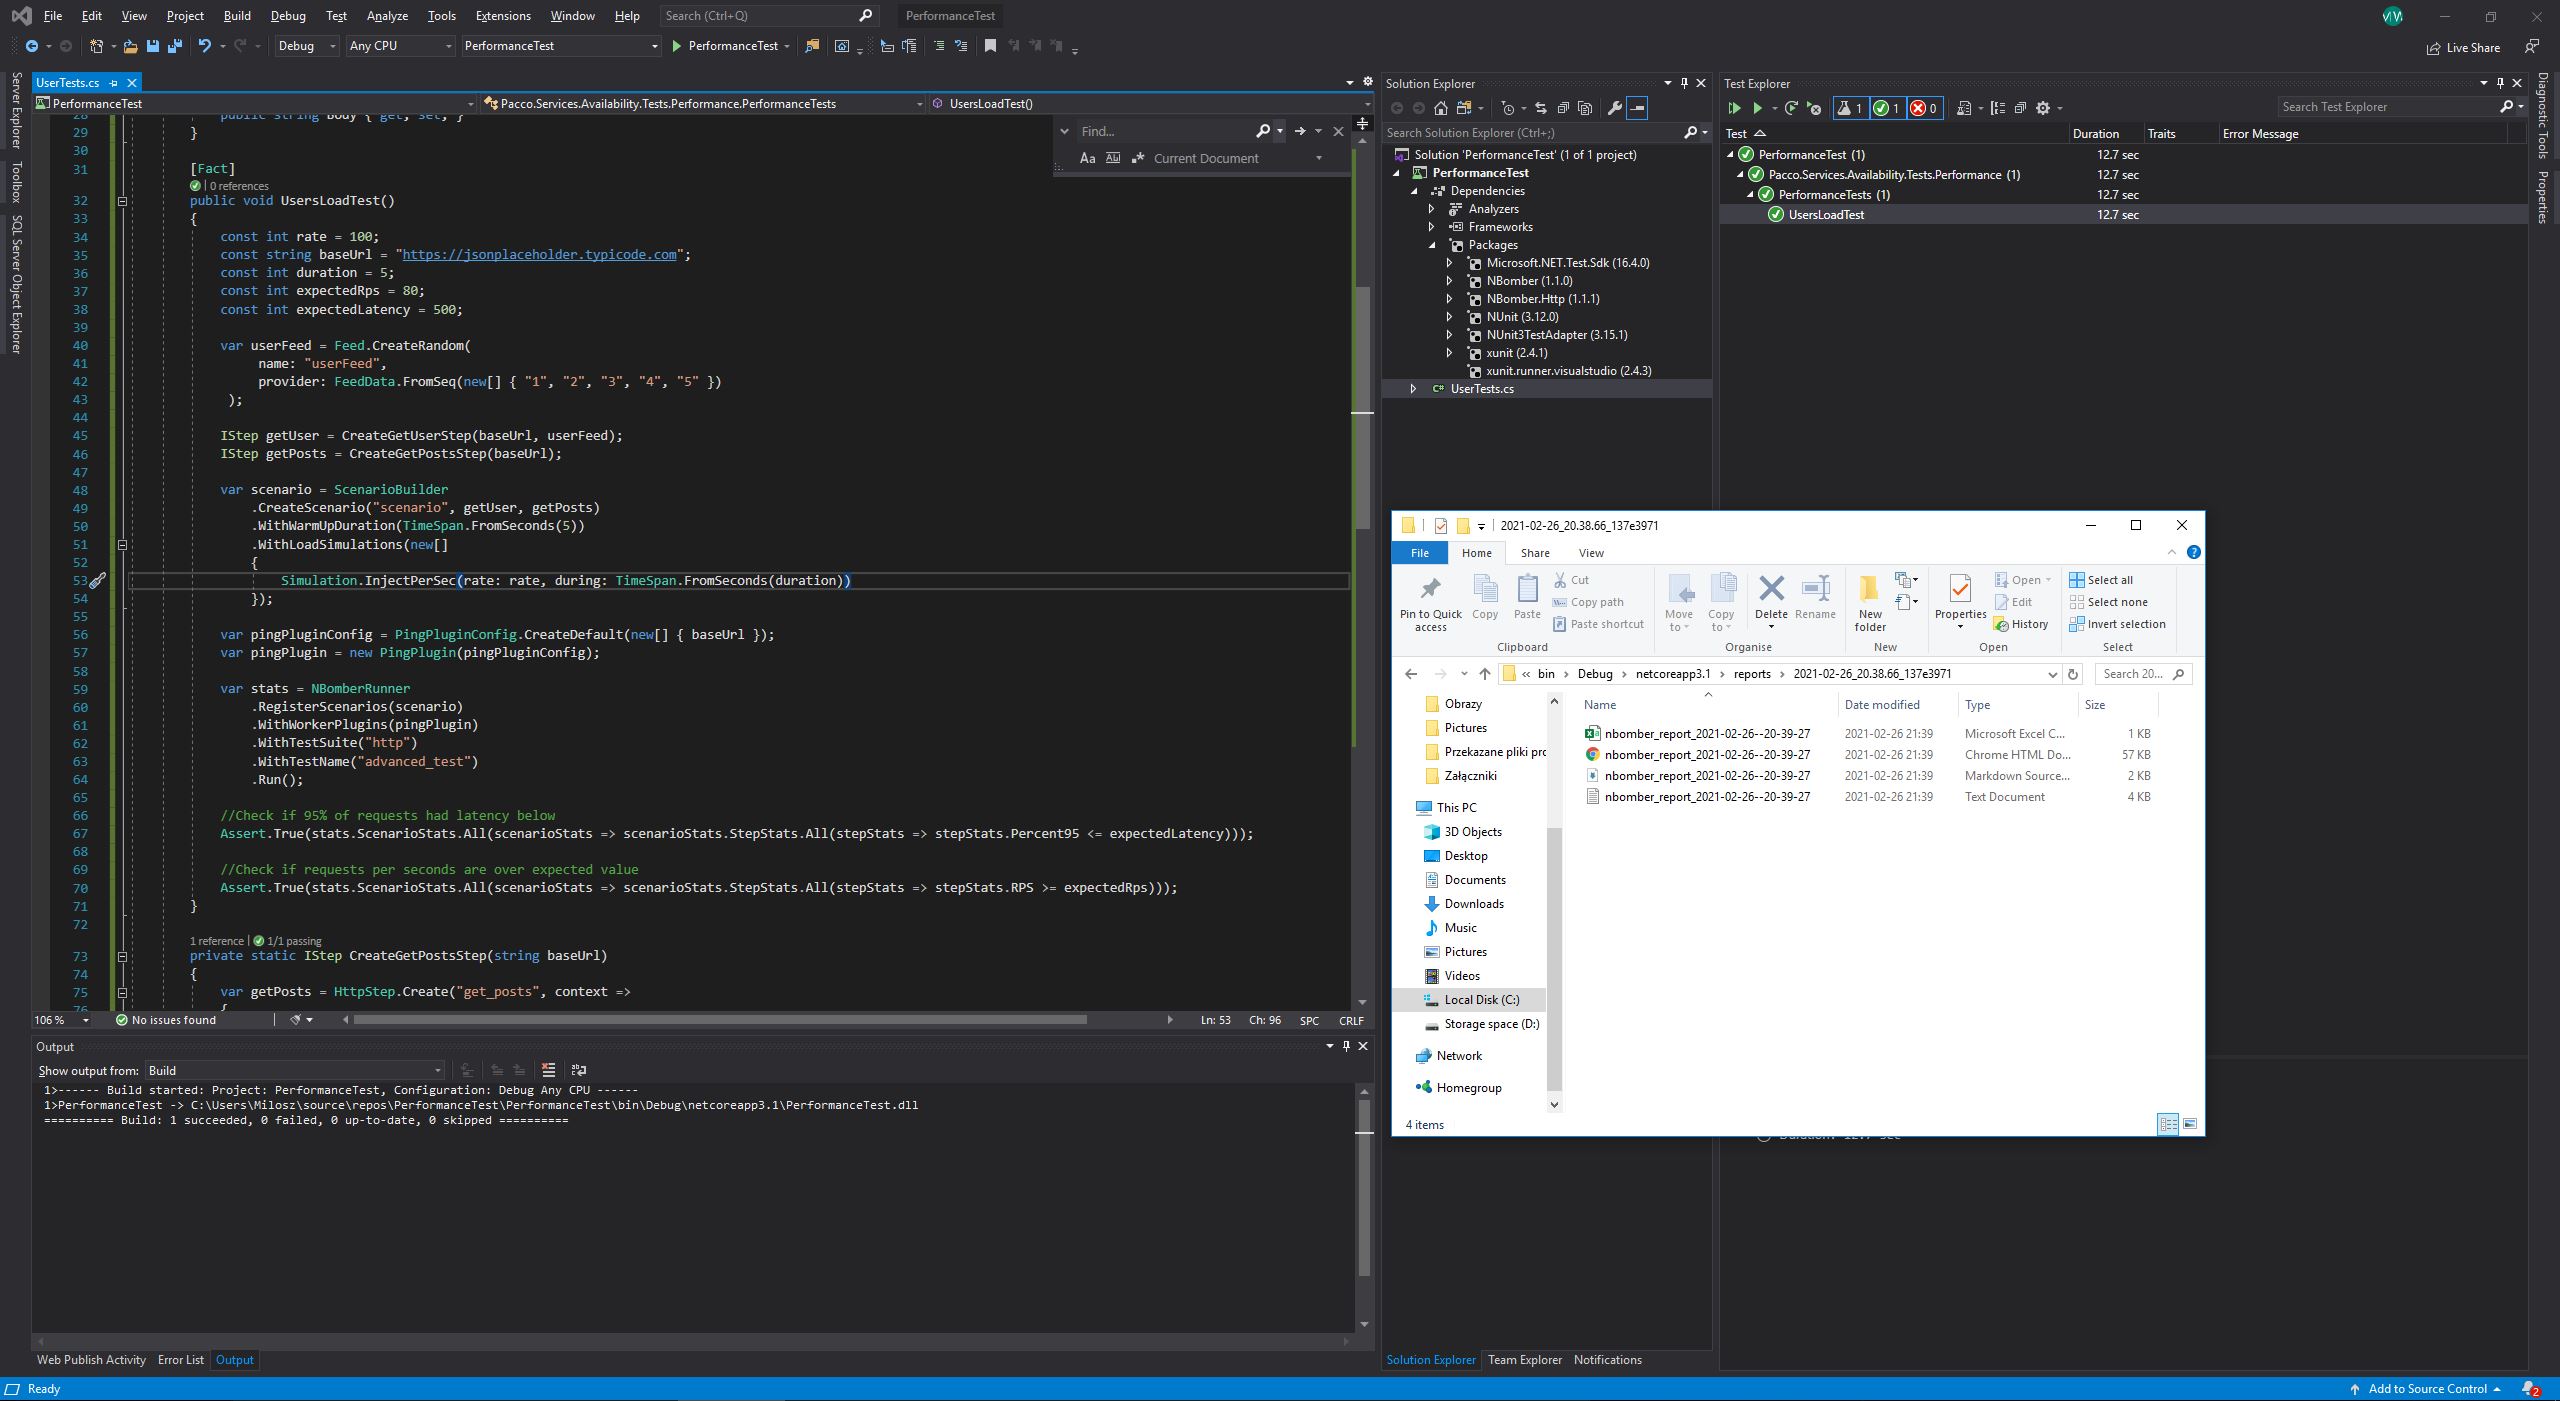 File Edit View Project Build Debug Test Analyze Tools Extensions Window Help Search (Ctrl+Q) PerformanceTest
Debug Any CPU PerformanceTest PerformanceTest Live Share
Server Explorer
Toolbox
SQL Server Object Explorer
UserTests.cs
PerformanceTest Pacco.Services.Availability.Tests.Performance.PerformanceTests UsersLoadTest()
Find...
Aa Current Document
28 public string Body { get; set; }
29 }
30
31 [Fact]
0 references
32 public void UsersLoadTest()
33 {
34 const int rate = 100;
35 const string baseUrl = "https://jsonplaceholder.typicode.com";
36 const int duration = 5;
37 const int expectedRps = 80;
38 const int expectedLatency = 500;
39
40 var userFeed = Feed.CreateRandom(
41 name: "userFeed",
42 provider: FeedData.FromSeq(new[] { "1", "2", "3", "4", "5" })
43 );
44
45 IStep getUser = CreateGetUserStep(baseUrl, userFeed);
46 IStep getPosts = CreateGetPostsStep(baseUrl);
47
48 var scenario = ScenarioBuilder
49 .CreateScenario("scenario", getUser, getPosts)
50 .WithWarmUpDuration(TimeSpan.FromSeconds(5))
51 .WithLoadSimulations(new[]
52 {
53 Simulation.InjectPerSec(rate: rate, during: TimeSpan.FromSeconds(duration))
54 });
55
56 var pingPluginConfig = PingPluginConfig.CreateDefault(new[] { baseUrl });
57 var pingPlugin = new PingPlugin(pingPluginConfig);
58
59 var stats = NBomberRunner
60 .RegisterScenarios(scenario)
61 .WithWorkerPlugins(pingPlugin)
62 .WithTestSuite("http")
63 .WithTestName("advanced_test")
64 .Run();
65
66 //Check if 95% of requests had latency below
67 Assert.True(stats.ScenarioStats.All(scenarioStats => scenarioStats.StepStats.All(stepStats => stepStats.Percent95 <= expectedLatency)));
68
69 //Check if requests per seconds are over expected value
70 Assert.True(stats.ScenarioStats.All(scenarioStats => scenarioStats.StepStats.All(stepStats => stepStats.RPS >= expectedRps)));
71 }
72
1 reference | 1/1 passing
73 private static IStep CreateGetPostsStep(string baseUrl)
74 {
75 var getPosts = HttpStep.Create("get_posts", context =>
76 {
106 % No issues found Ln: 53 Ch: 96 SPC CRLF
Output
Show output from: Build
1>------ Build started: Project: PerformanceTest, Configuration: Debug Any CPU ------
1>PerformanceTest -> C:\Users\Milosz\source\repos\PerformanceTest\PerformanceTest\bin\Debug\netcoreapp3.1\PerformanceTest.dll
========== Build: 1 succeeded, 0 failed, 0 up-to-date, 0 skipped ==========
Web Publish Activity Error List Output
Solution Explorer
Search Solution Explorer (Ctrl+;)
Solution 'PerformanceTest' (1 of 1 project)
PerformanceTest
Dependencies
Analyzers
Frameworks
Packages
Microsoft.NET.Test.Sdk (16.4.0)
NBomber (1.1.0)
NBomber.Http (1.1.1)
NUnit (3.12.0)
NUnit3TestAdapter (3.15.1)
xunit (2.4.1)
xunit.runner.visualstudio (2.4.3)
C# UserTests.cs
Solution Explorer Team Explorer Notifications
Test Explorer
1 1 0 Search Test Explorer
Test Duration Traits Error Message
PerformanceTest (1) 12.7 sec
Pacco.Services.Availability.Tests.Performance (1) 12.7 sec
PerformanceTests (1) 12.7 sec
UsersLoadTest 12.7 sec
Diagnostic Tools
Properties
2021-02-26_20.38.66_137e3971
File Home Share View
Pin to Quick access
Copy
Paste
Cut
Copy path
Paste shortcut
Clipboard
Move to
Copy to
Delete
Rename
Organise
New folder
New
Properties
Open
Edit
History
Open
Select all
Select none
Invert selection
Select
« bin Debug netcoreapp3.1 reports 2021-02-26_20.38.66_137e3971 Search 20...
Obrazy
Pictures
Przekazane pliki pro
Załączniki
This PC
3D Objects
Desktop
Documents
Downloads
Music
Pictures
Videos
Local Disk (C:)
Storage space (D:)
Network
Homegroup
Name Date modified Type Size
nbomber_report_2021-02-26--20-39-27 2021-02-26 21:39 Microsoft Excel C... 1 KB
nbomber_report_2021-02-26--20-39-27 2021-02-26 21:39 Chrome HTML Do... 57 KB
nbomber_report_2021-02-26--20-39-27 2021-02-26 21:39 Markdown Source... 2 KB
nbomber_report_2021-02-26--20-39-27 2021-02-26 21:39 Text Document 4 KB
4 items
Ready Add to Source Control 2